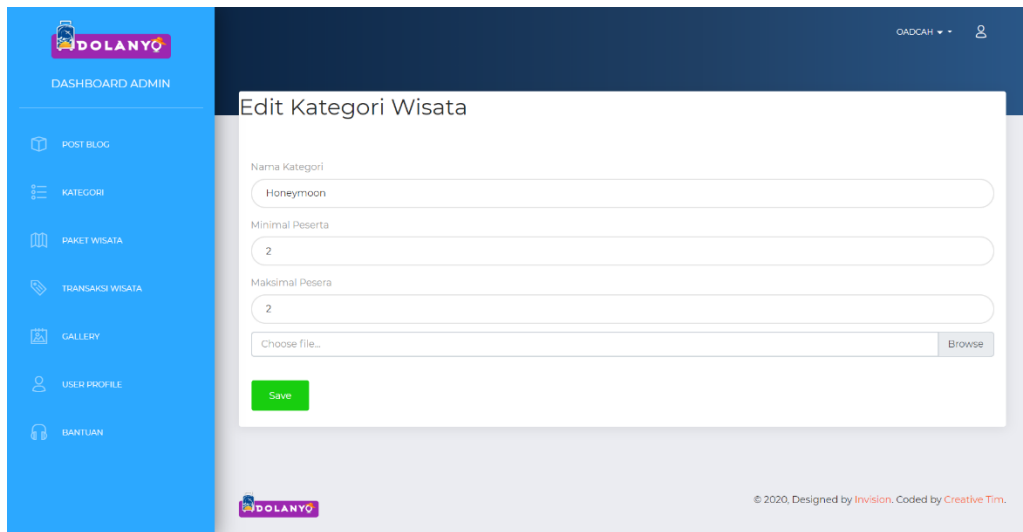 DOLANYO
DASHBOARD ADMIN
POST BLOG
KATEGORI
PAKET WISATA
TRANSAKSI WISATA
GALLERY
USER PROFILE
BANTUAN
OADCAH
Edit Kategori Wisata
Nama Kategori
Honeymoon
Minimal Peserta
2
Maksimal Pesera
2
Choose file... Browse
Save
DOLANYO
© 2020, Designed by Invision. Coded by Creative Tim.